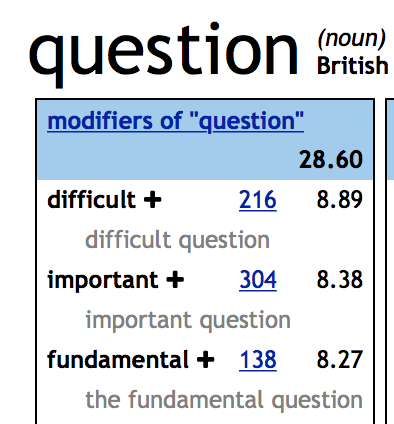 question (noun)
British
modifiers of "question"
28.60
difficult + 216 8.89
difficult question
important + 304 8.38
important question
fundamental + 138 8.27
the fundamental question